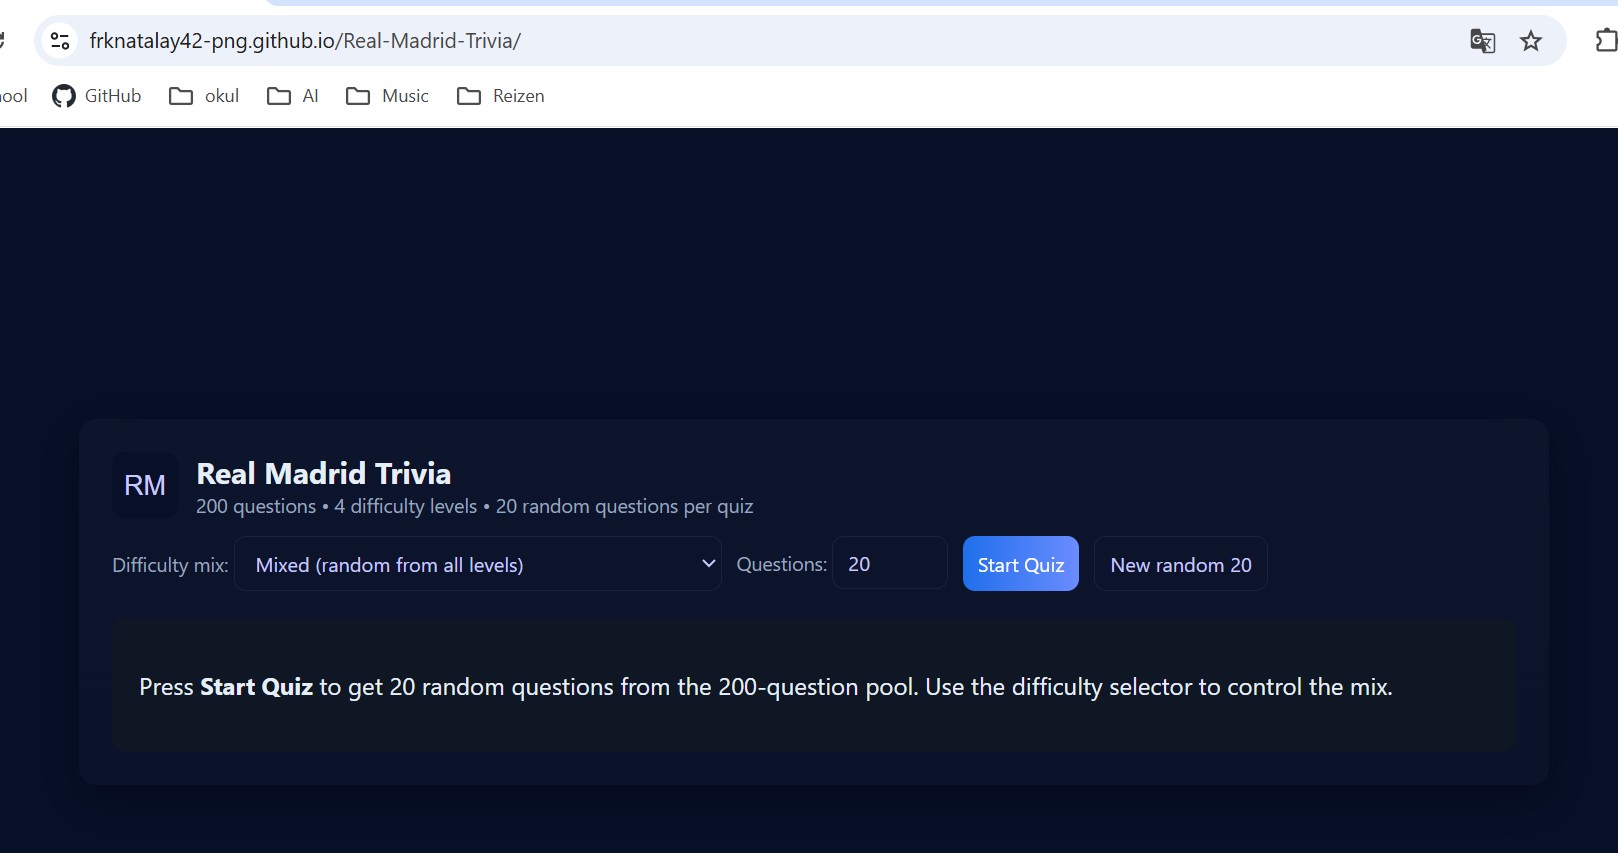 frknatalay42-png.github.io/Real-Madrid-Trivia/
GitHub okul AI Music Reizen
RM
Real Madrid Trivia
200 questions • 4 difficulty levels • 20 random questions per quiz
Difficulty mix: Mixed (random from all levels) Questions: 20 Start Quiz New random 20
Press Start Quiz to get 20 random questions from the 200-question pool. Use the difficulty selector to control the mix.